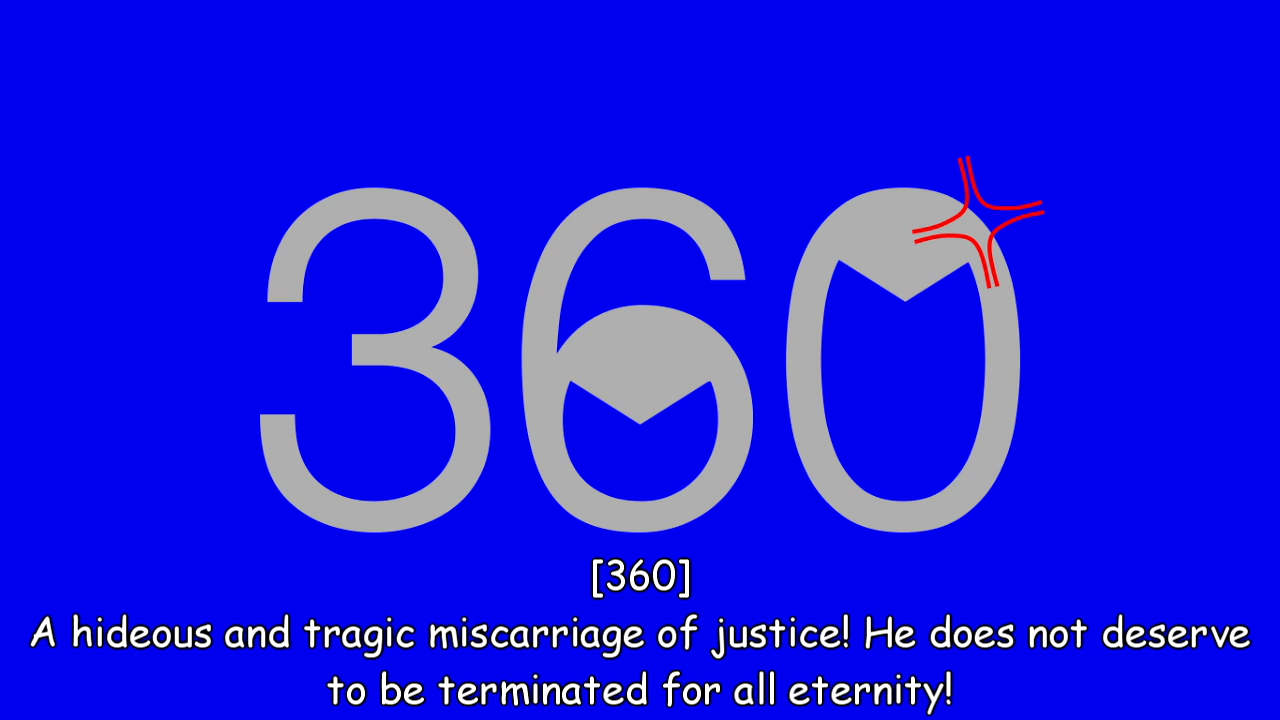 360
[360]
A hideous and tragic miscarriage of justice! He does not deserve
to be terminated for all eternity!